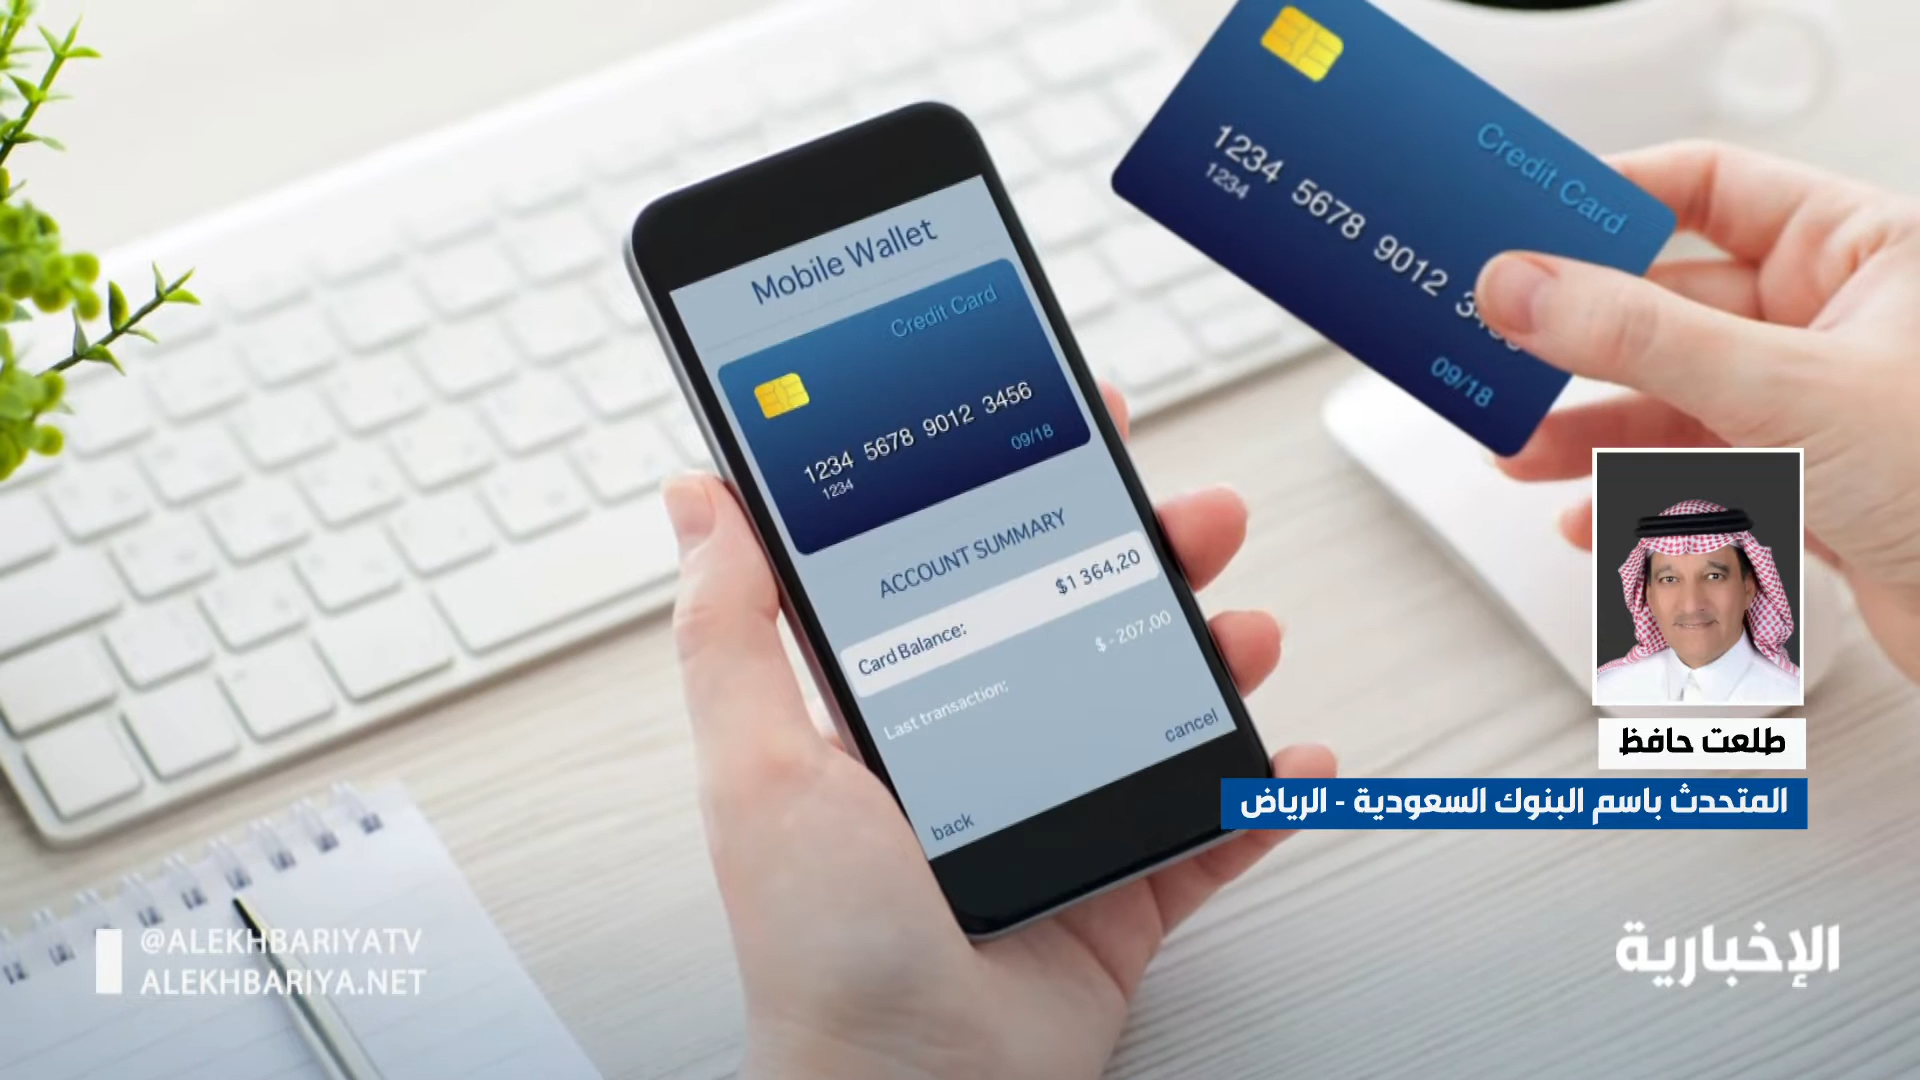 Credit Card
1234 5678 9012
1234
09/18
Mobile Wallet
Credit Card
1234 5678 9012 3456
1234
09/18
ACCOUNT SUMMARY
Card Balance: $1 364,20
Last transaction: $ - 207,00
back cancel
طلعت حافظ
المتحدث باسم البنوك السعودية - الرياض
@ALEKHBARIYATV
ALEKHBARIYA.NET
الإخبارية